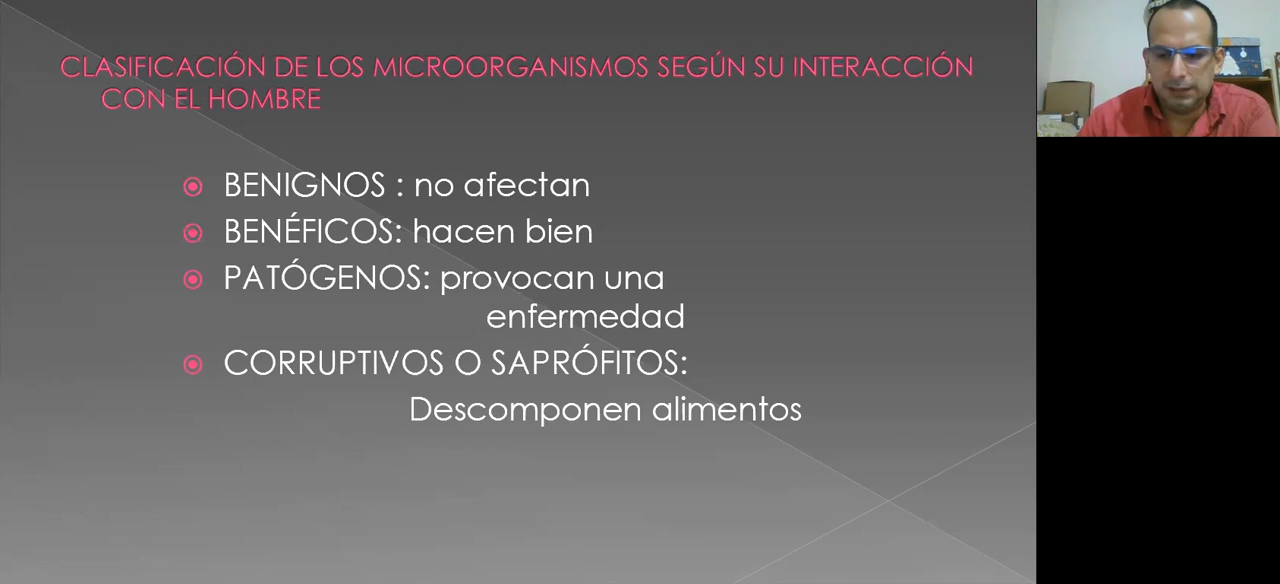 CLASIFICACIÓN DE LOS MICROORGANISMOS SEGÚN SU INTERACCIÓN
CON EL HOMBRE
BENIGNOS : no afectan
BENÉFICOS: hacen bien
PATÓGENOS: provocan una
enfermedad
CORRUPTIVOS O SAPRÓFITOS:
Descomponen alimentos